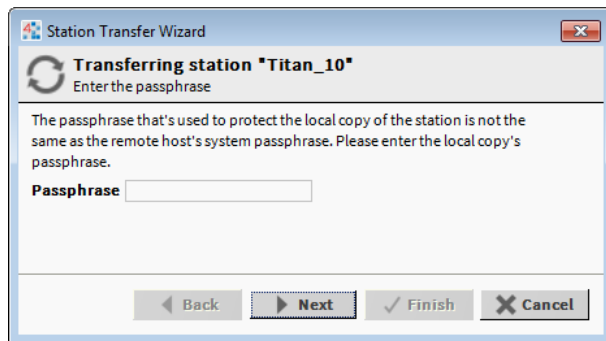 Station Transfer Wizard
Transferring station "Titan_10"
Enter the passphrase
The passphrase that's used to protect the local copy of the station is not the
same as the remote host's system passphrase. Please enter the local copy's
passphrase.
Passphrase
Back Next Finish Cancel